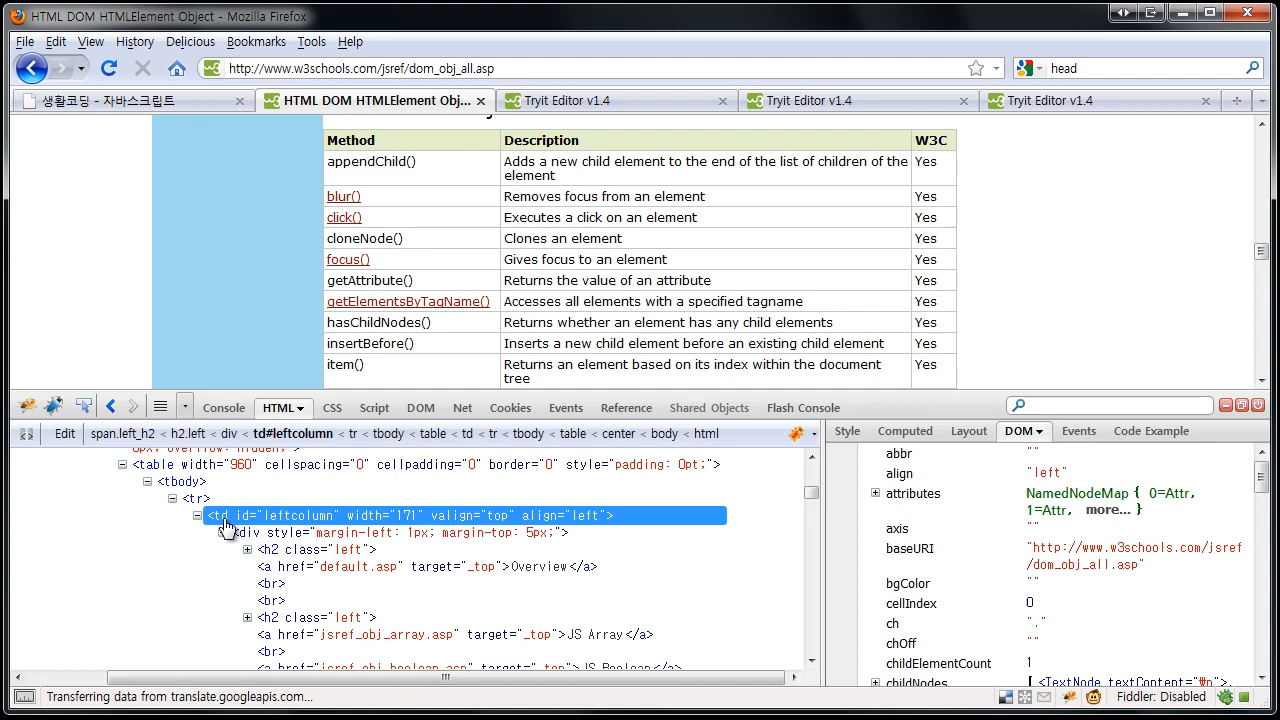 HTML DOM HTMLElement Object - Mozilla Firefox
File Edit View History Delicious Bookmarks Tools Help
http://www.w3schools.com/jsref/dom_obj_all.asp head
생활코딩 - 자바스크립트 HTML DOM HTMLElement Obj... Tryit Editor v1.4 Tryit Editor v1.4 Tryit Editor v1.4
Method Description W3C
appendChild() Adds a new child element to the end of the list of children of the Yes
element
blur() Removes focus from an element Yes
click() Executes a click on an element Yes
cloneNode() Clones an element Yes
focus() Gives focus to an element Yes
getAttribute() Returns the value of an attribute Yes
getElementsByTagName() Accesses all elements with a specified tagname Yes
hasChildNodes() Returns whether an element has any child elements Yes
insertBefore() Inserts a new child element before an existing child element Yes
item() Returns an element based on its index within the document Yes
tree
Console HTML CSS Script DOM Net Cookies Events Reference Shared Objects Flash Console
Edit span.left_h2 < h2.left < div < td#leftcolumn < tr < tbody < table < td < tr < tbody < table < center < body < html
Style Computed Layout DOM Events Code Example
0px; overflow: hidden;">
<table width="960" cellspacing="0" cellpadding="0" border="0" style="padding: 0pt;">
<tbody>
<tr>
<td id="leftcolumn" width="171" valign="top" align="left">
<div style="margin-left: 1px; margin-top: 5px;">
<h2 class="left">
<a href="default.asp" target="_top">Overview</a>
<br>
<br>
<h2 class="left">
<a href="jsref_obj_array.asp" target="_top">JS Array</a>
<br>
<a href="jsref_obj_boolean.asp" target="_top">JS Boolean</a>
abbr ""
align "left"
attributes NamedNodeMap { 0=Attr,
1=Attr, more... }
axis ""
baseURI "http://www.w3schools.com/jsref
/dom_obj_all.asp"
bgColor ""
cellIndex 0
ch "."
chOff ""
childElementCount 1
childNodes [ <TextNode textContent="\n">,
Transferring data from translate.googleapis.com... Fiddler: Disabled